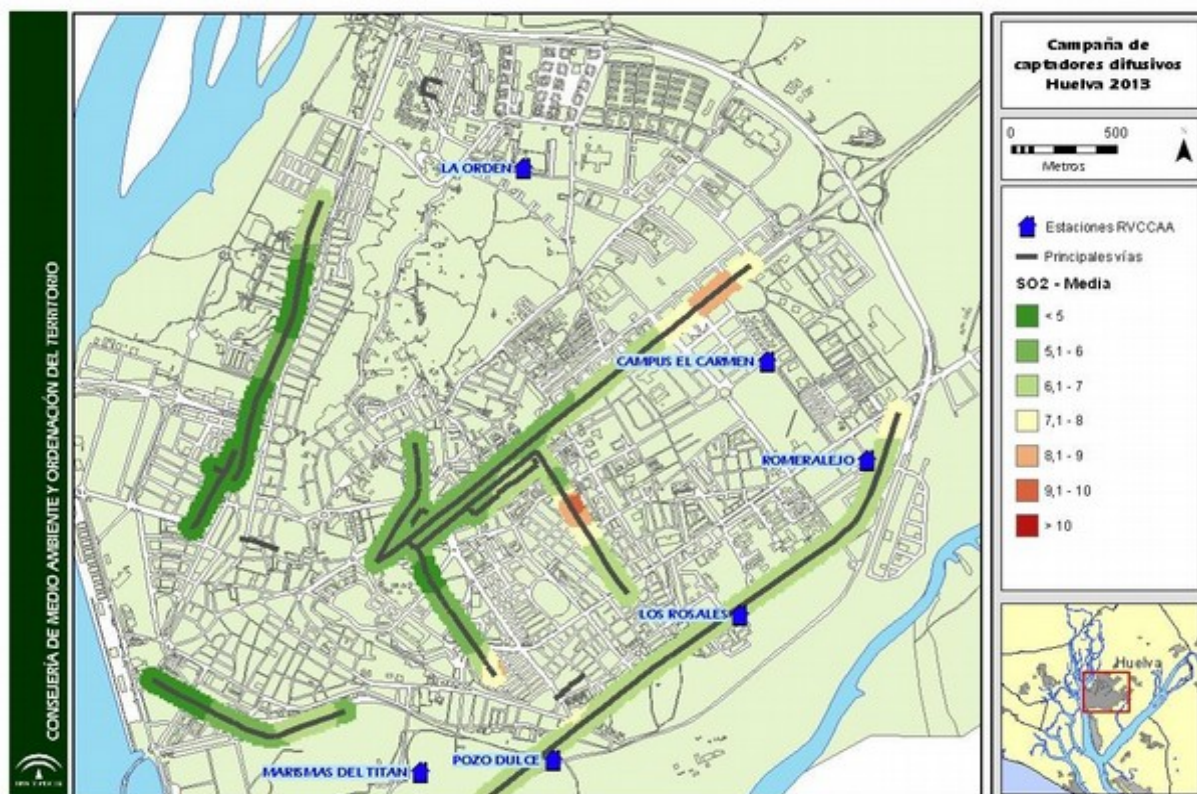 CONSEJERÍA DE MEDIO AMBIENTE Y ORDENACIÓN DEL TERRITORIO
LA ORDEN
CAMPUS EL CARMEN
ROMERALEJO
LOS ROSALES
POZO DULCE
MARISMAS DEL TITAN
Campaña de
captadores difusivos
Huelva 2013
0 500
Metros
Estaciones RVCCAA
Principales vías
SO2 - Media
< 5
5,1 - 6
6,1 - 7
7,1 - 8
8,1 - 9
9,1 - 10
> 10
Huelva